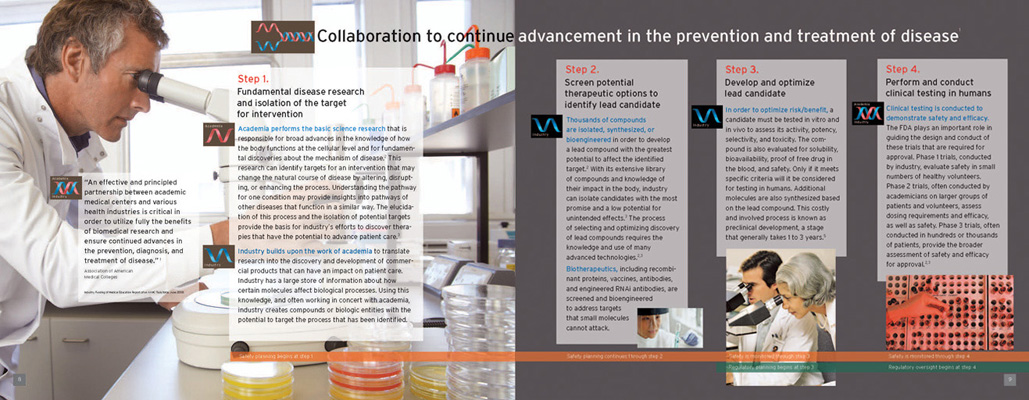 Collaboration to continue advancement in the prevention and treatment of disease¹
"An effective and principled
partnership between academic
medical centers and various
health industries is critical in
order to utilize fully the benefits
of biomedical research and
ensure continued advances in
the prevention, diagnosis, and
treatment of disease."¹
Association of American
Medical Colleges
Step 1.
Fundamental disease research
and isolation of the target
for intervention
Academia
Academia performs the basic science research that is
responsible for broad advances in the knowledge of how
the body functions at the cellular level and for fundamen-
tal discoveries about the mechanism of disease. This
research can identify targets for an intervention that may
change the natural course of disease by altering, disrupt-
ing, or enhancing the process. Understanding the pathway
for one condition may provide insights into pathways of
other diseases that function in a similar way. The elucida-
tion of this process and the isolation of potential targets
provide the basis for industry's efforts to discover thera-
pies that have the potential to advance patient care.
Industry
Industry builds upon the work of academia to translate
research into the discovery and development of commer-
cial products that can have an impact on patient care.
Industry has a large store of information about how
certain molecules affect biological processes. Using this
knowledge, and often working in concert with academia,
industry creates compounds or biologic entities with the
potential to target the process that has been identified.
Safety planning begins at step 1
Step 2.
Screen potential
therapeutic options to
identify lead candidate
Industry
Thousands of compounds
are isolated, synthesized, or
bioengineered in order to develop
a lead compound with the greatest
potential to affect the identified
target. With its extensive library
of compounds and knowledge of
their impact in the body, industry
can isolate candidates with the most
promise and a low potential for
unintended effects. The process
of selecting and optimizing discovery
of lead compounds requires the
knowledge and use of many
advanced technologies.
Biotherapeutics, including recombi-
nant proteins, vaccines, antibodies,
and engineered RNAi antibodies, are
screened and bioengineered
to address targets
that small molecules
cannot attack.
Safety planning continues through step 2
Step 3.
Develop and optimize
lead candidate
Industry
In order to optimize risk/benefit, a
candidate must be tested in vitro and
in vivo to assess its activity, potency,
selectivity, and toxicity. The com-
pound is also evaluated for solubility,
bioavailability, proof of free drug in
the blood, and safety. Only if it meets
specific criteria will it be considered
for testing in humans. Additional
molecules are also synthesized based
on the lead compound. This costly
and involved process is known as
preclinical development, a stage
that generally takes 1 to 3 years.
Safety is monitored through step 3
Regulatory planning begins at step 3
Step 4.
Perform and conduct
clinical testing in humans
Academia
Industry
Clinical testing is conducted to
demonstrate safety and efficacy.
The FDA plays an important role in
guiding the design and conduct of
these trials that are required for
approval. Phase 1 trials, conducted
by industry, evaluate safety in small
numbers of healthy volunteers.
Phase 2 trials, often conducted by
academicians on larger groups of
patients and volunteers, assess
dosing requirements and efficacy,
as well as safety. Phase 3 trials, often
conducted in hundreds or thousands
of patients, provide the broader
assessment of safety and efficacy
for approval.
Safety is monitored through step 4
Regulatory oversight begins at step 4